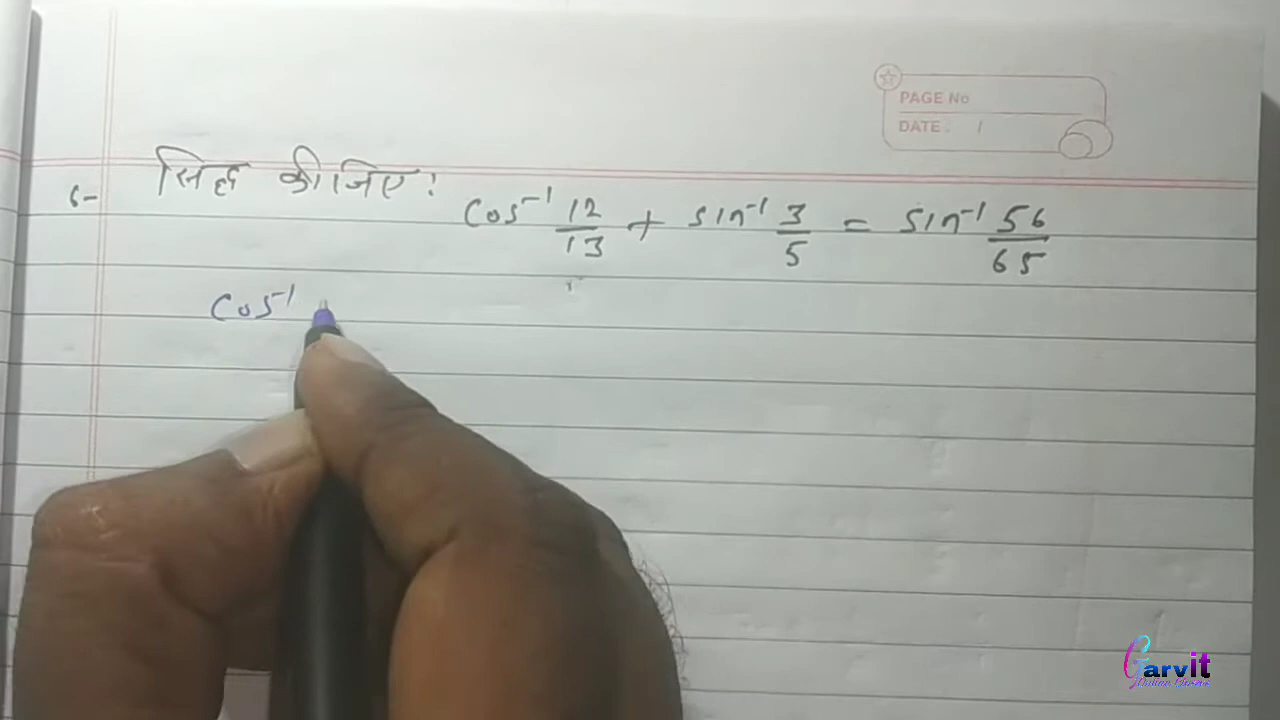 PAGE No
DATE : /
6- सिद्ध कीजिए : cos⁻¹ 12/13 + sin⁻¹ 3/5 = sin⁻¹ 56/65
cos⁻¹
Garvit